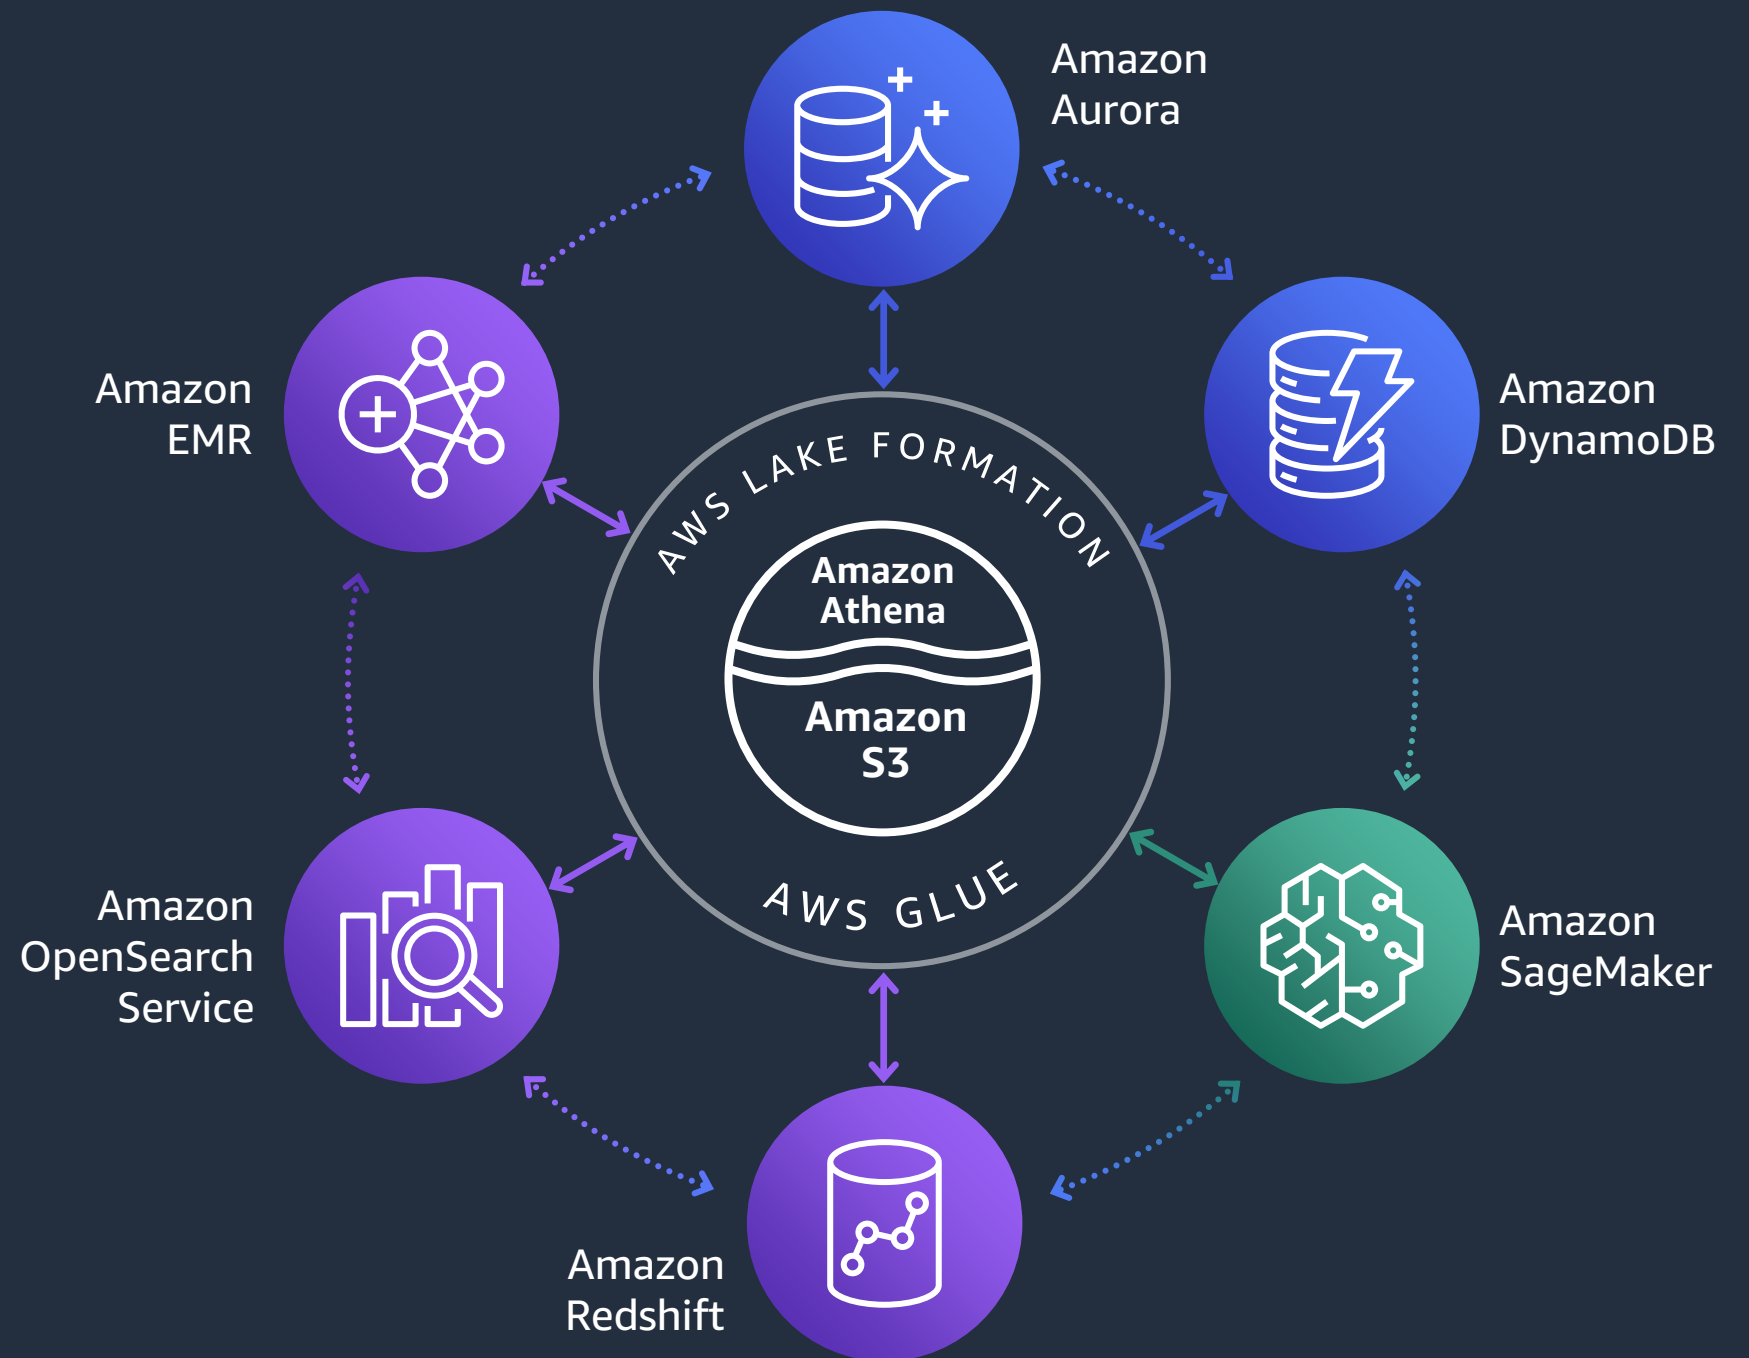 Amazon
Aurora
Amazon
EMR
Amazon
DynamoDB
AWS LAKE FORMATION
Amazon
Athena
Amazon
S3
AWS GLUE
Amazon
OpenSearch
Service
Amazon
SageMaker
Amazon
Redshift